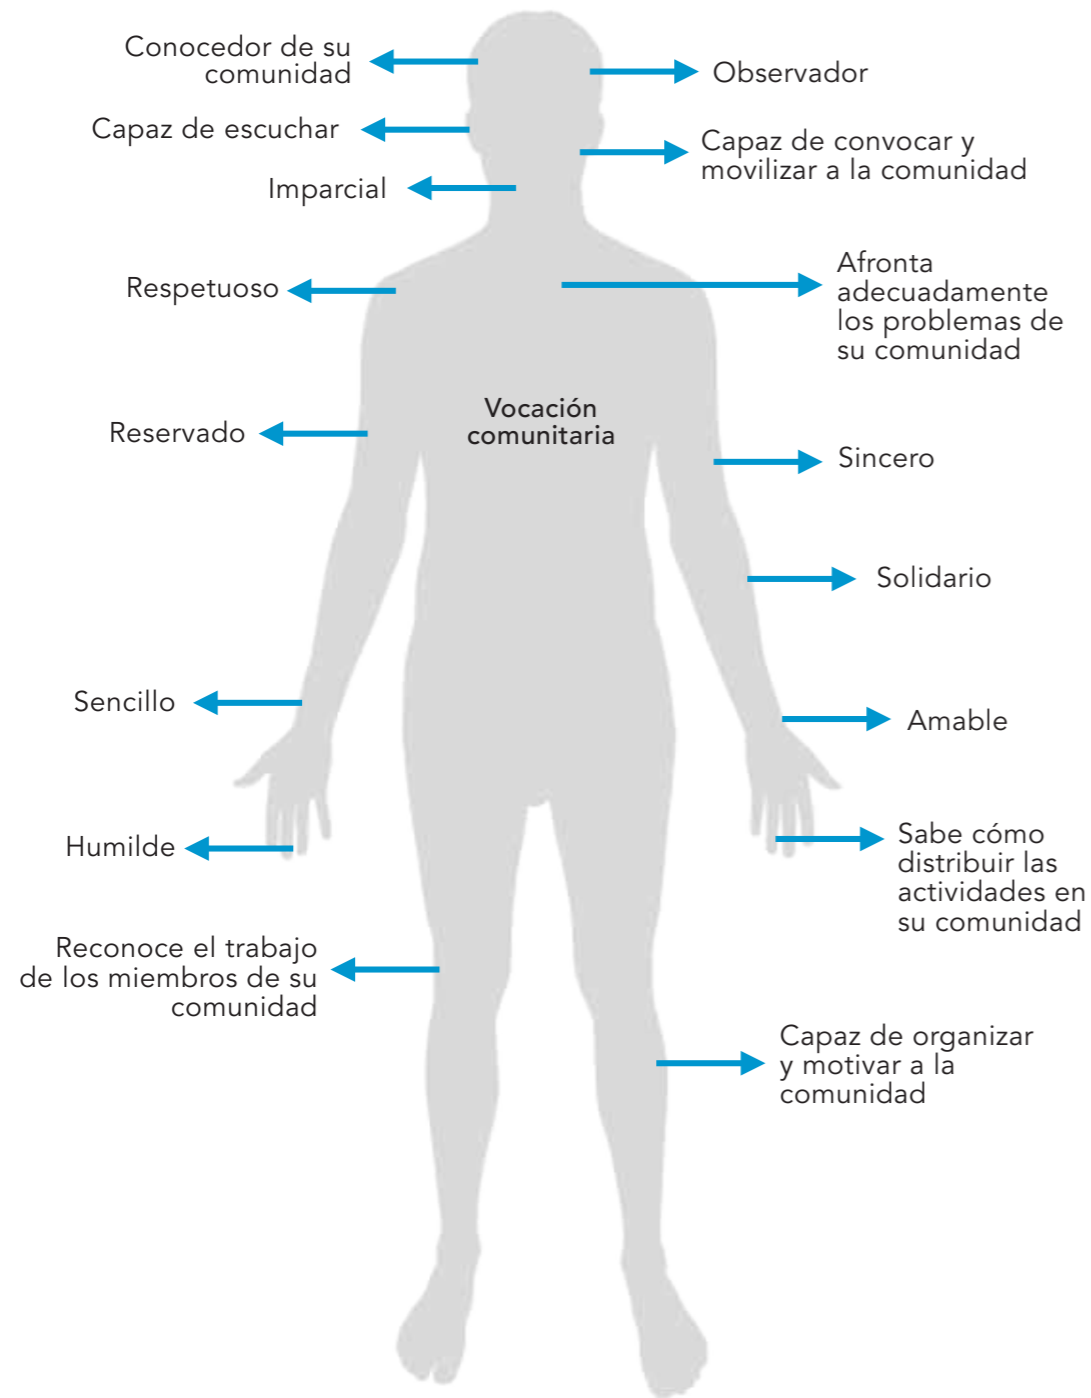 Conocedor de su
comunidad
Observador
Capaz de escuchar
Capaz de convocar y
movilizar a la comunidad
Imparcial
Respetuoso
Afronta
adecuadamente
los problemas de
su comunidad
Vocación
comunitaria
Reservado
Sincero
Solidario
Sencillo
Amable
Humilde
Sabe cómo
distribuir las
actividades en
su comunidad
Reconoce el trabajo
de los miembros de su
comunidad
Capaz de organizar
y motivar a la
comunidad